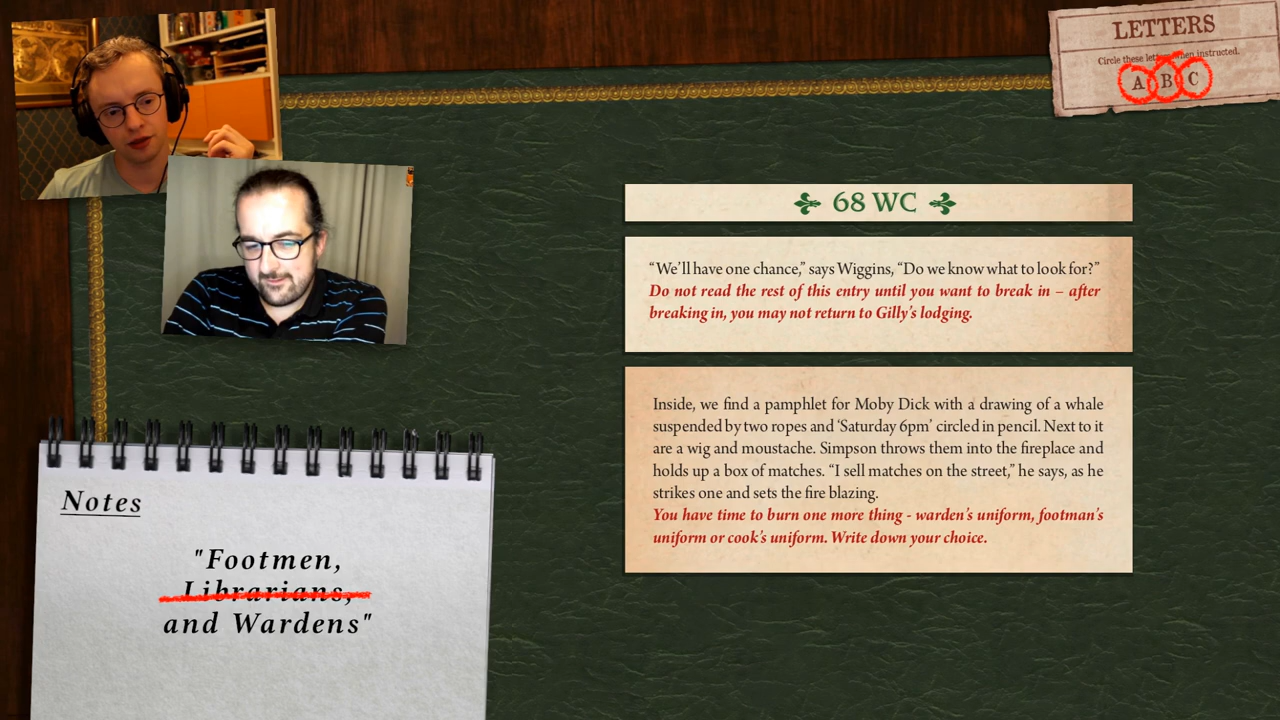 LETTERS
Circle these letters when instructed.
A B C
68 WC
“We’ll have one chance,” says Wiggins, “Do we know what to look for?”
Do not read the rest of this entry until you want to break in – after
breaking in, you may not return to Gilly’s lodging.
Inside, we find a pamphlet for Moby Dick with a drawing of a whale
suspended by two ropes and ‘Saturday 6pm’ circled in pencil. Next to it
are a wig and moustache. Simpson throws them into the fireplace and
holds up a box of matches. “I sell matches on the street,” he says, as he
strikes one and sets the fire blazing.
You have time to burn one more thing - warden’s uniform, footman’s
uniform or cook’s uniform. Write down your choice.
Notes
"Footmen,
Librarians,
and Wardens"